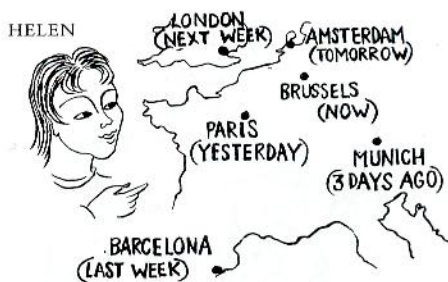 HELEN
LONDON
(NEXT WEEK)
AMSTERDAM
(TOMORROW)
BRUSSELS
(NOW)
PARIS
(YESTERDAY)
MUNICH
(3 DAYS AGO)
BARCELONA
(LAST WEEK)